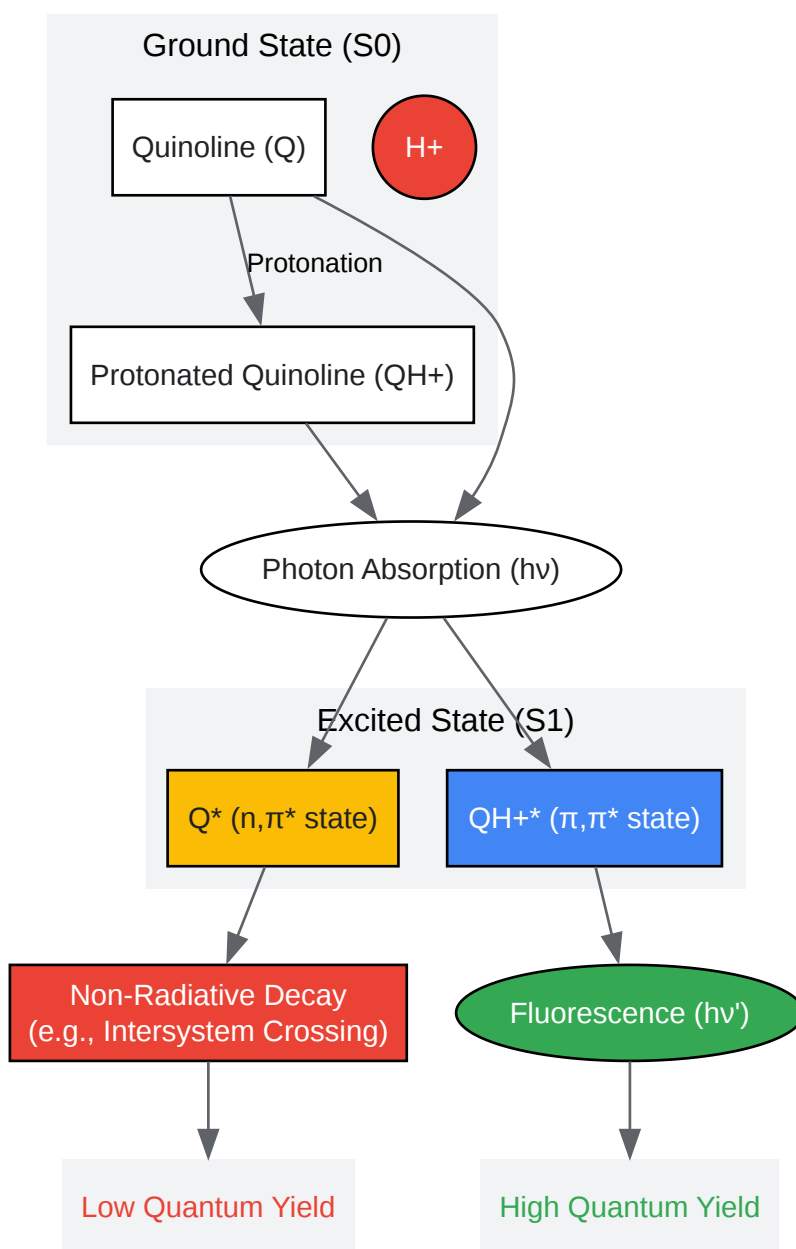 Ground State (S0)
Quinoline (Q)
H+
Protonation
Protonated Quinoline (QH+)
Photon Absorption (hν)
Excited State (S1)
Q* (n,π* state)
QH+* (π,π* state)
Non-Radiative Decay
(e.g., Intersystem Crossing)
Fluorescence (hν')
Low Quantum Yield
High Quantum Yield